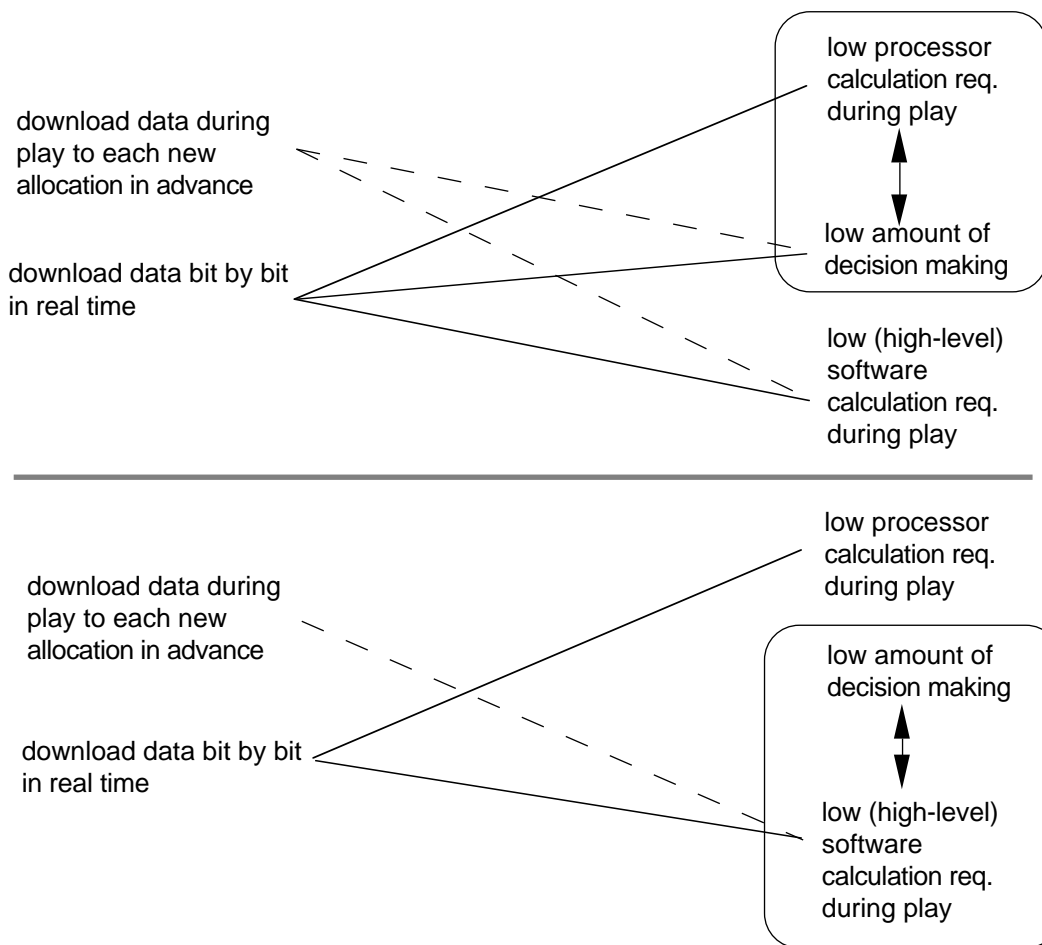 low processor
calculation req.
during play
download data during
play to each new
allocation in advance
low amount of
decision making
download data bit by bit
in real time
low (high-level)
software
calculation req.
during play
low processor
calculation req.
during play
download data during
play to each new
allocation in advance
low amount of
decision making
download data bit by bit
in real time
low (high-level)
software
calculation req.
during play